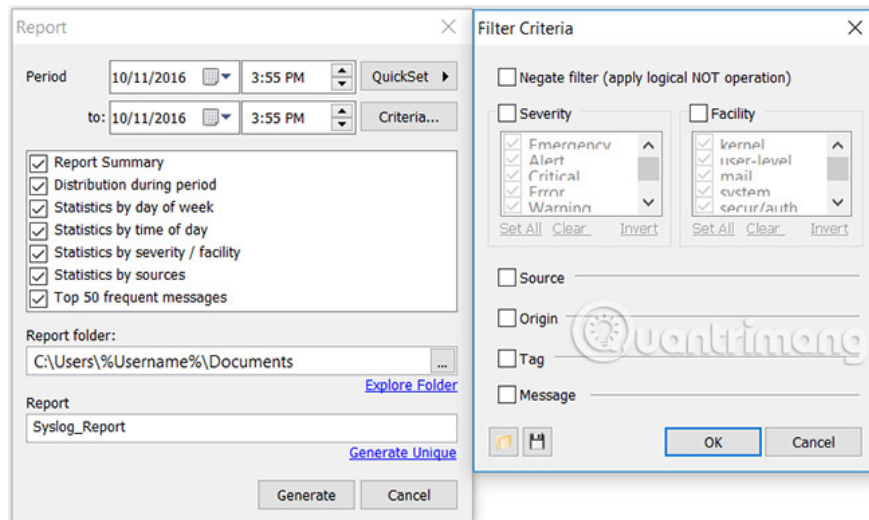 Report
Period
10/11/2016
3:55 PM
QuickSet
to:
10/11/2016
3:55 PM
Criteria...
Report Summary
Distribution during period
Statistics by day of week
Statistics by time of day
Statistics by severity / facility
Statistics by sources
Top 50 frequent messages
Report folder:
C:\Users\%Username%\Documents
...
Explore Folder
Report
Syslog_Report
Generate Unique
Generate
Cancel
Filter Criteria
Negate filter (apply logical NOT operation)
Severity
Emergency
Alert
Critical
Error
Warning
Set All Clear Invert
Facility
kernel
user-level
mail
system
secur/auth
Set All Clear Invert
Source
Origin
Tag
Message
OK
Cancel
Quantrimang